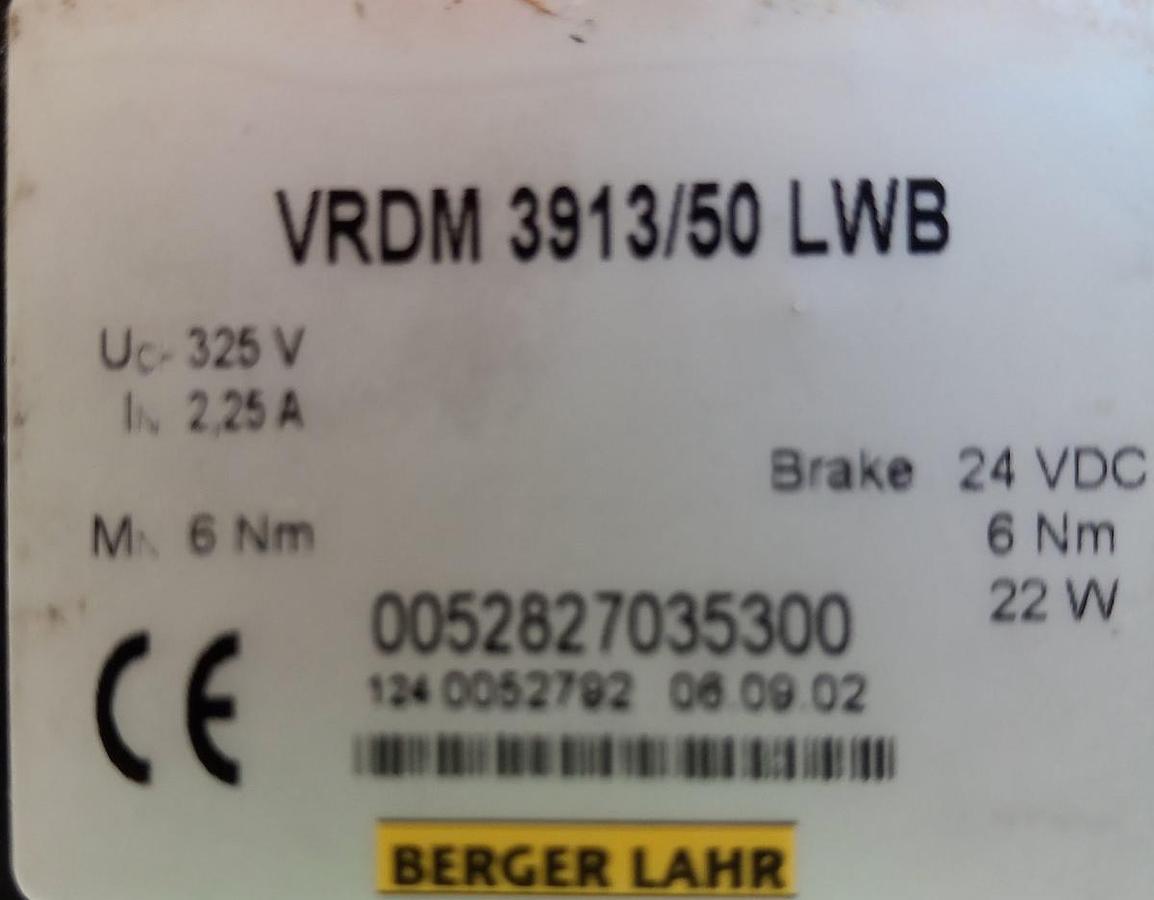 VRDM 3913/50 LWB
UC- 325 V
IN 2,25 A
Brake 24 VDC
MN 6 Nm
6 Nm
22 W
0052827035300
124 0052792 06.09.02
CE
BERGER LAHR